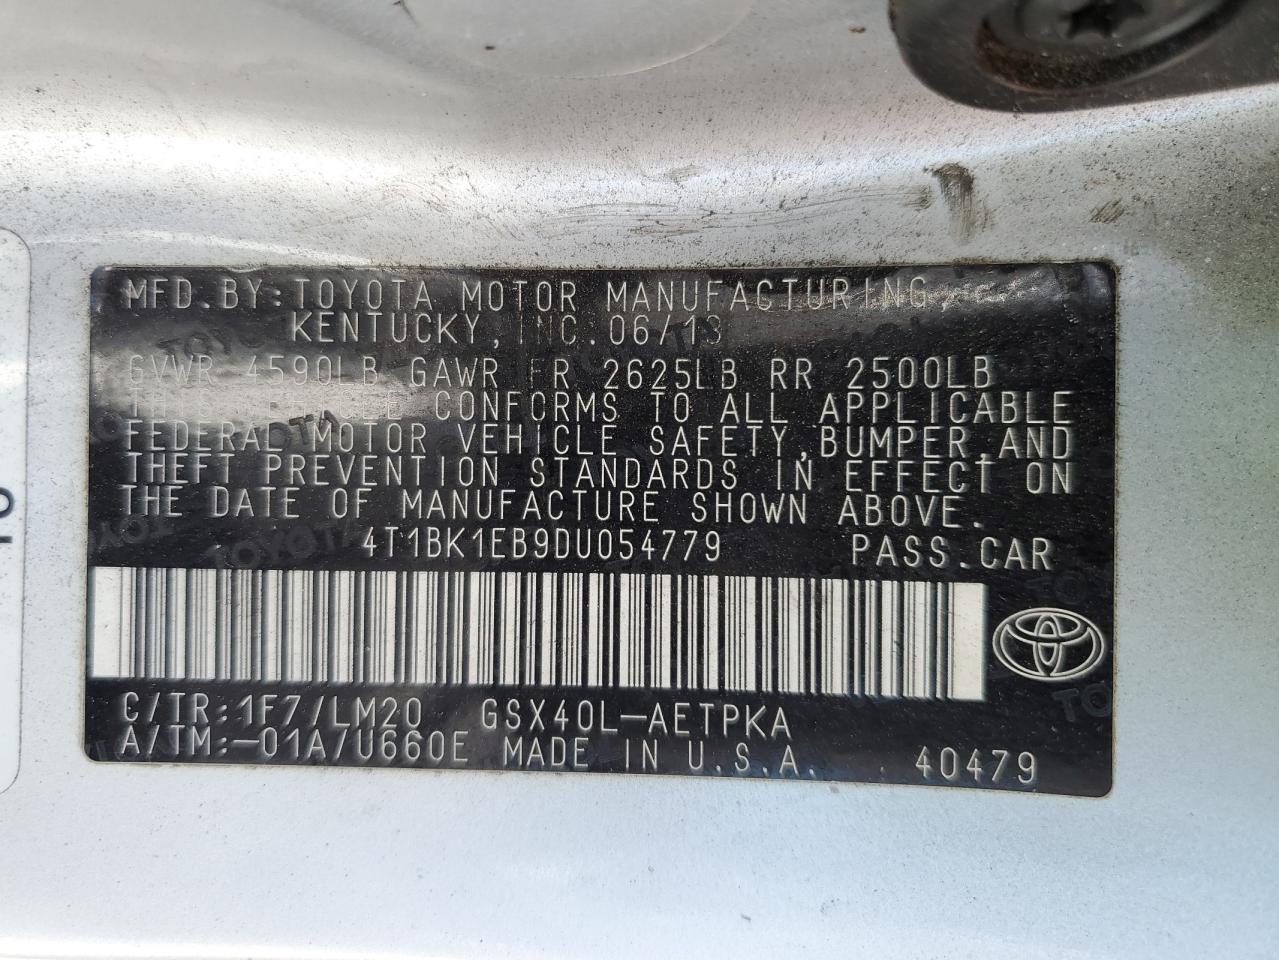 MFD.BY:TOYOTA MOTOR MANUFACTURING,
KENTUCKY, INC. 06/13
GVWR 4590LB GAWR FR 2625LB RR 2500LB
THIS VEHICLE CONFORMS TO ALL APPLICABLE
FEDERAL MOTOR VEHICLE SAFETY,BUMPER,AND
THEFT PREVENTION STANDARDS IN EFFECT ON
THE DATE OF MANUFACTURE SHOWN ABOVE.
4T1BK1EB9DU054779 PASS.CAR
C/TR:1F7/LM20 GSX40L-AETPKA
A/TM:-01A/U660E MADE IN U.S.A. 40479